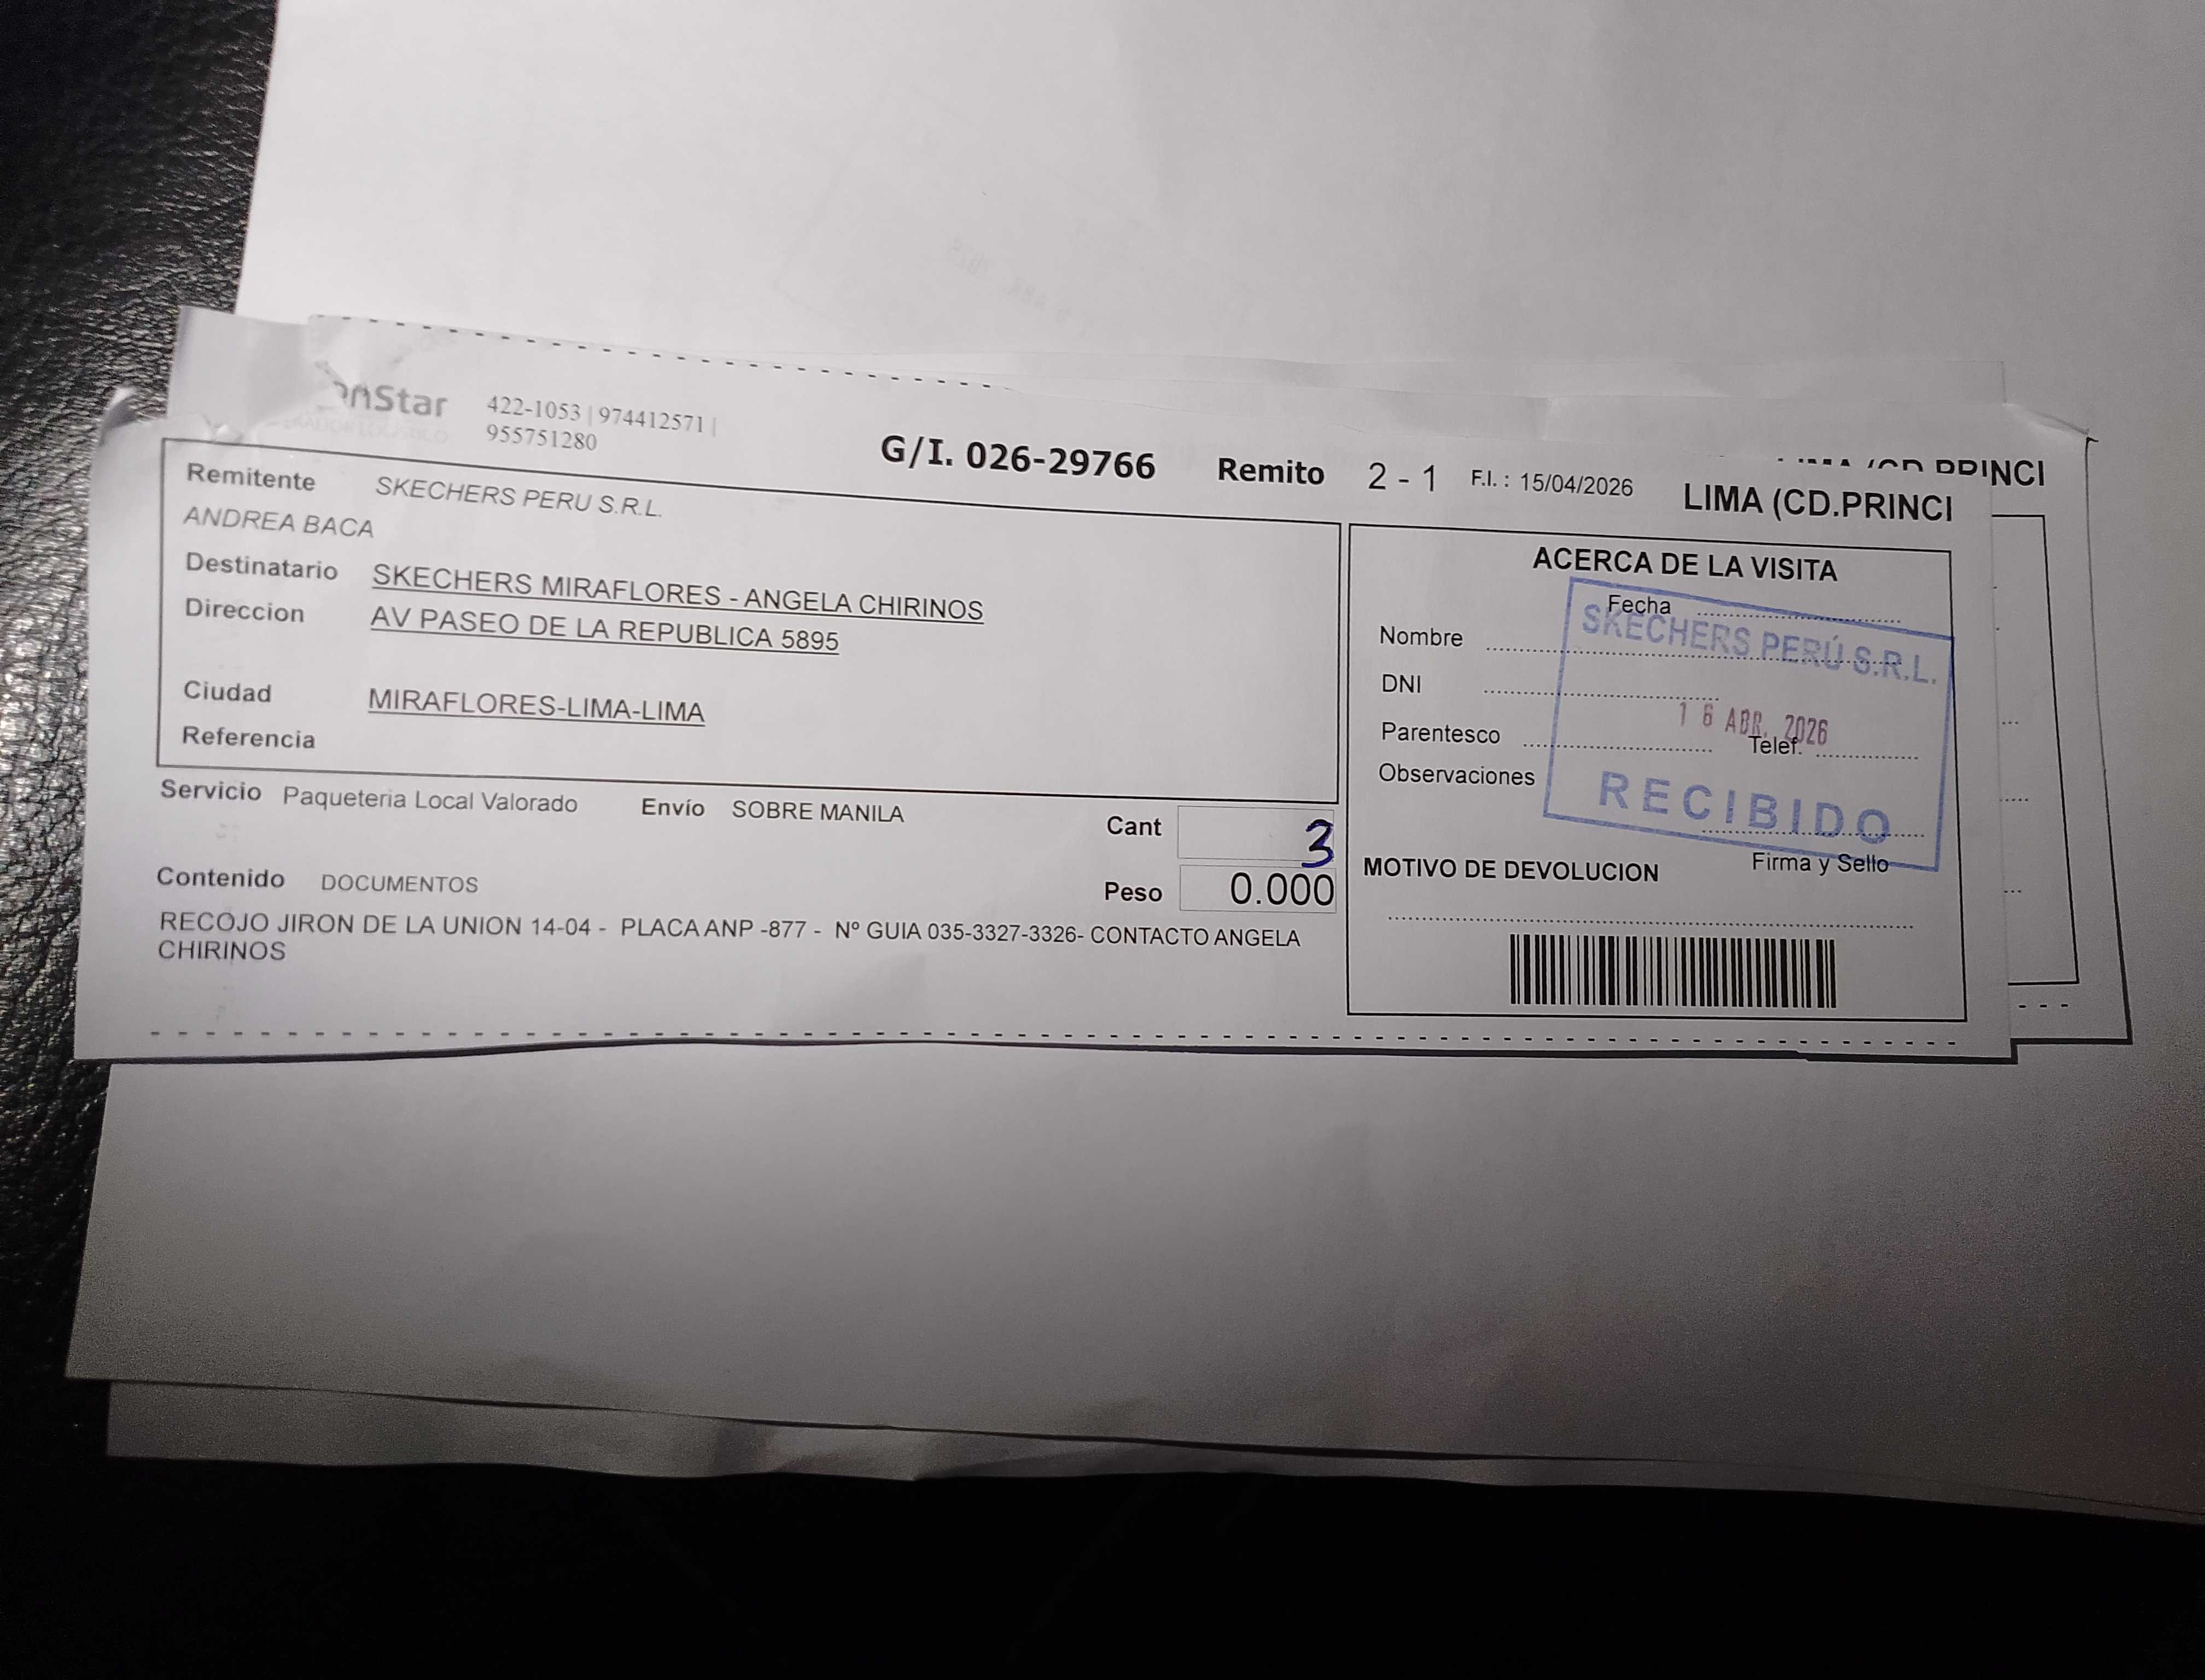 onStar
422-1053 | 974412571 |
955751280
G/I. 026-29766 Remito 2 - 1 F.I. : 15/04/2026 LIMA (CD.PRINCI
Remitente SKECHERS PERU S.R.L.
ANDREA BACA
Destinatario SKECHERS MIRAFLORES - ANGELA CHIRINOS
Direccion AV PASEO DE LA REPUBLICA 5895
Ciudad MIRAFLORES-LIMA-LIMA
Referencia
Servicio Paqueteria Local Valorado Envío SOBRE MANILA
Cant 3
Contenido DOCUMENTOS
Peso 0.000
RECOJO JIRON DE LA UNION 14-04 - PLACA ANP -877 - Nº GUIA 035-3327-3326- CONTACTO ANGELA
CHIRINOS
ACERCA DE LA VISITA
Fecha
Nombre
DNI
Parentesco Telef.
Observaciones
Firma y Sello
SKECHERS PERÚ S.R.L.
16 ABR. 2026
RECIBIDO
MOTIVO DE DEVOLUCION
LIMA (CD.PRINCI